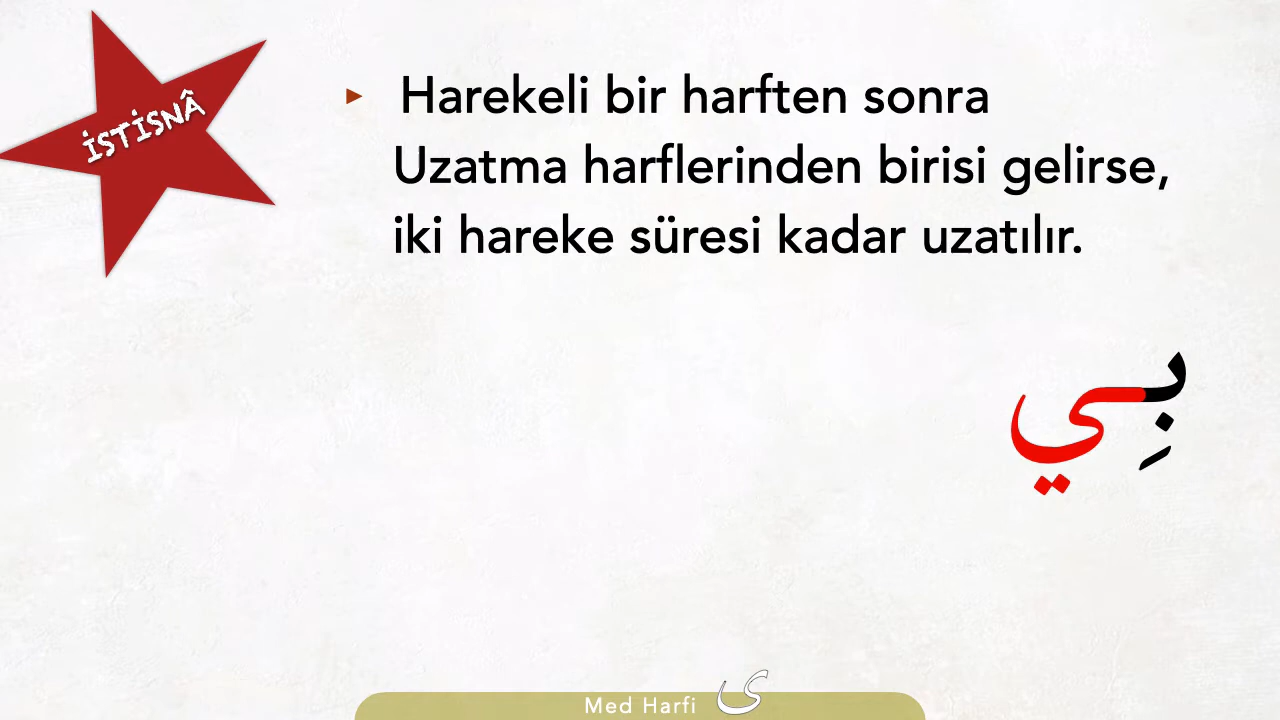 İSTİSNÂ
▸ Harekeli bir harften sonra
Uzatma harflerinden birisi gelirse,
iki hareke süresi kadar uzatılır.
بِي
Med Harfi ى